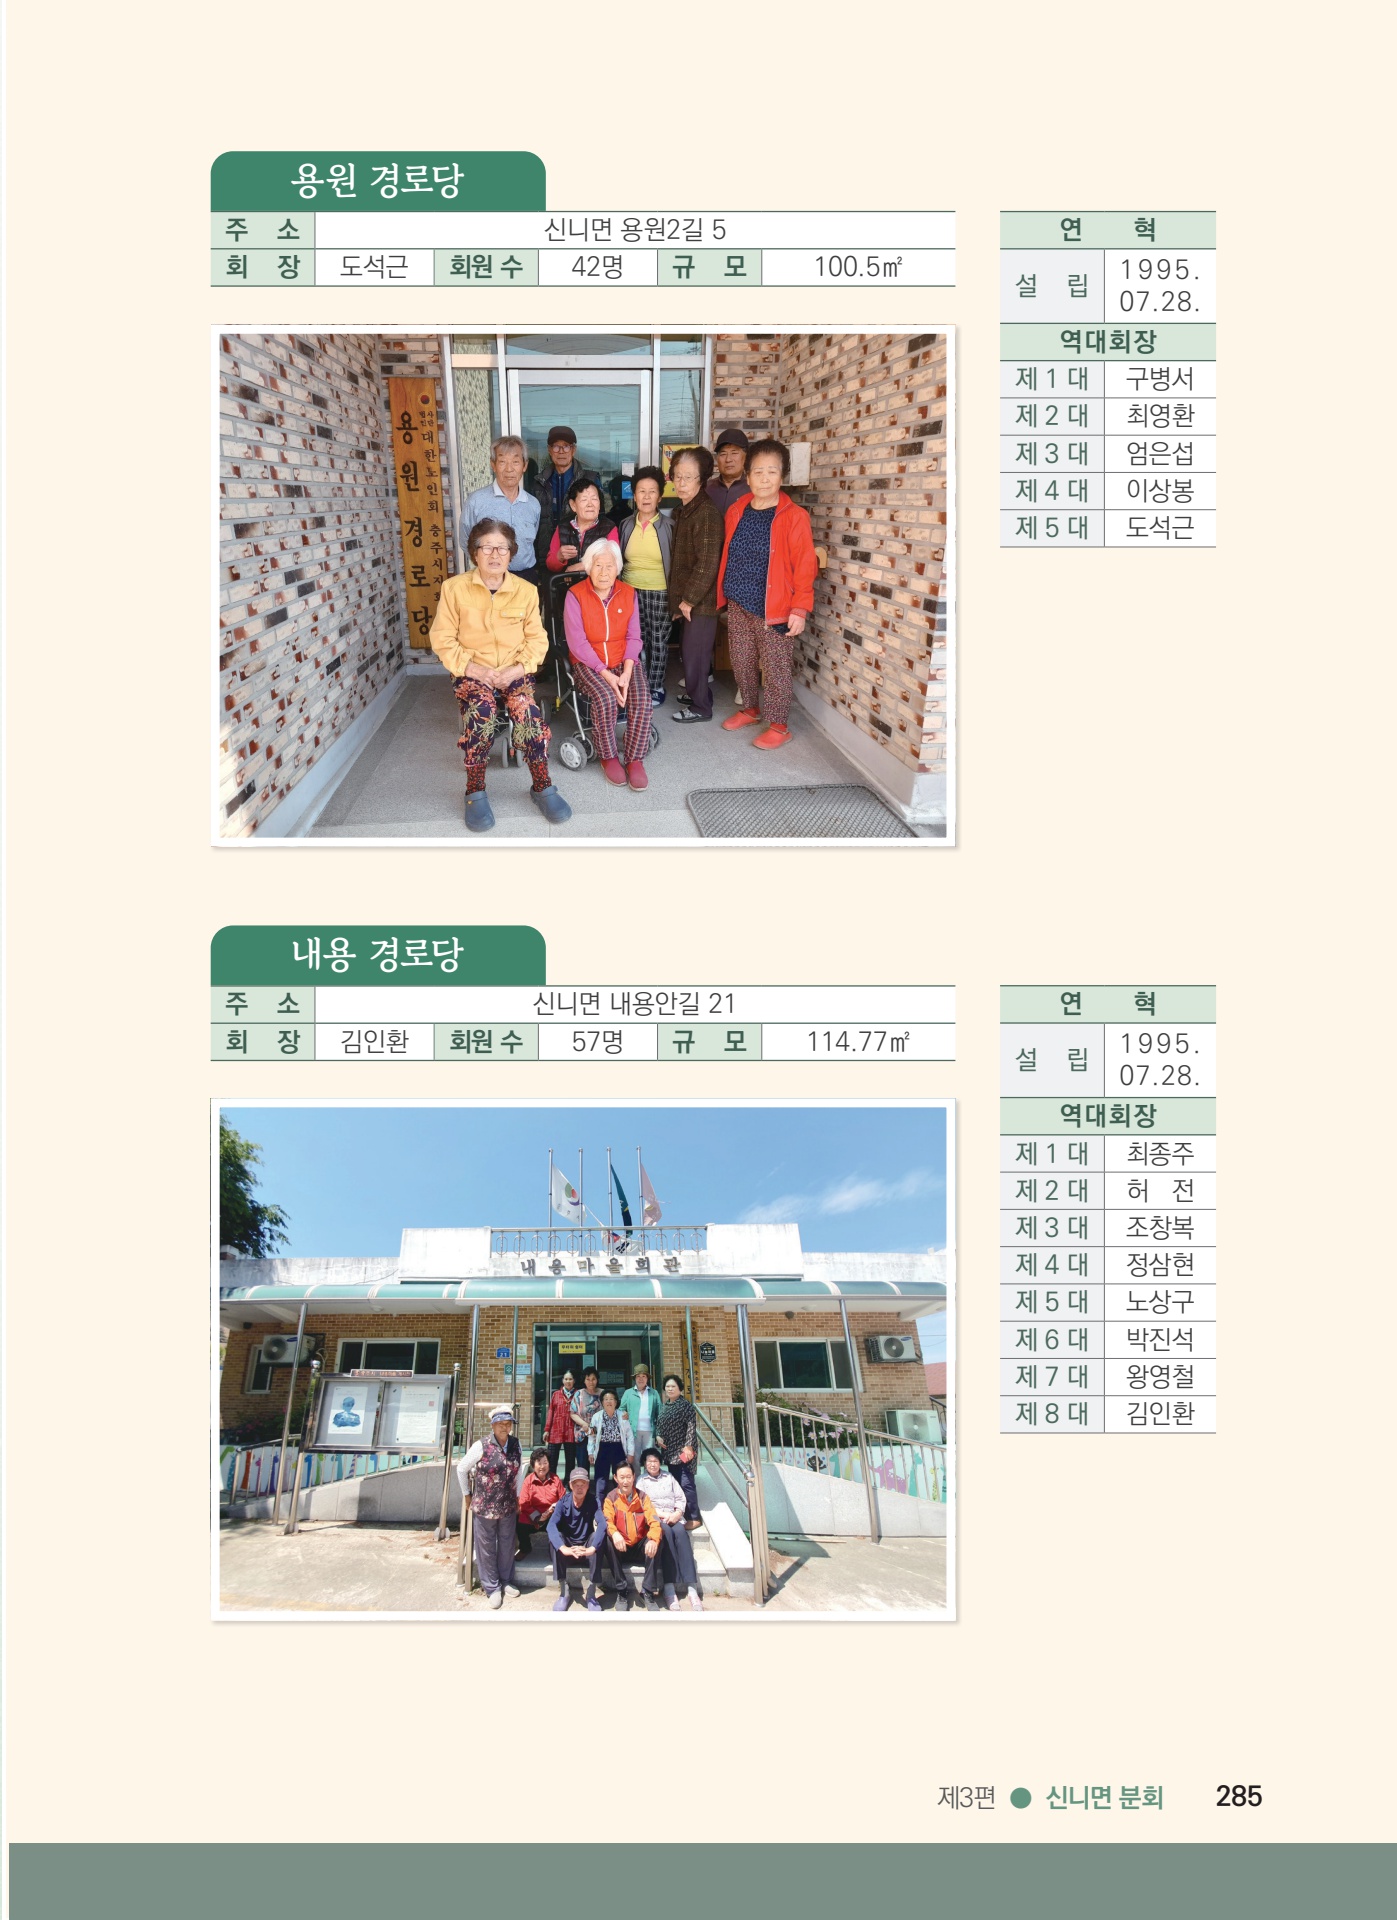 용원 경로당
주 소 신니면 용원2길 5
회 장 도석근 회원 수 42명 규 모 100.5㎡
연 혁
설 립 1995.
07.28.
역대회장
제 1 대 구병서
제 2 대 최영환
제 3 대 엄은섭
제 4 대 이상봉
제 5 대 도석근
대한노인회 충주시지회
용원경로당
내용 경로당
주 소 신니면 내용안길 21
회 장 김인환 회원 수 57명 규 모 114.77㎡
연 혁
설 립 1995.
07.28.
역대회장
제 1 대 최종주
제 2 대 허 전
제 3 대 조창복
제 4 대 정삼현
제 5 대 노상구
제 6 대 박진석
제 7 대 왕영철
제 8 대 김인환
내용마을회관
제3편 ● 신니면 분회 285